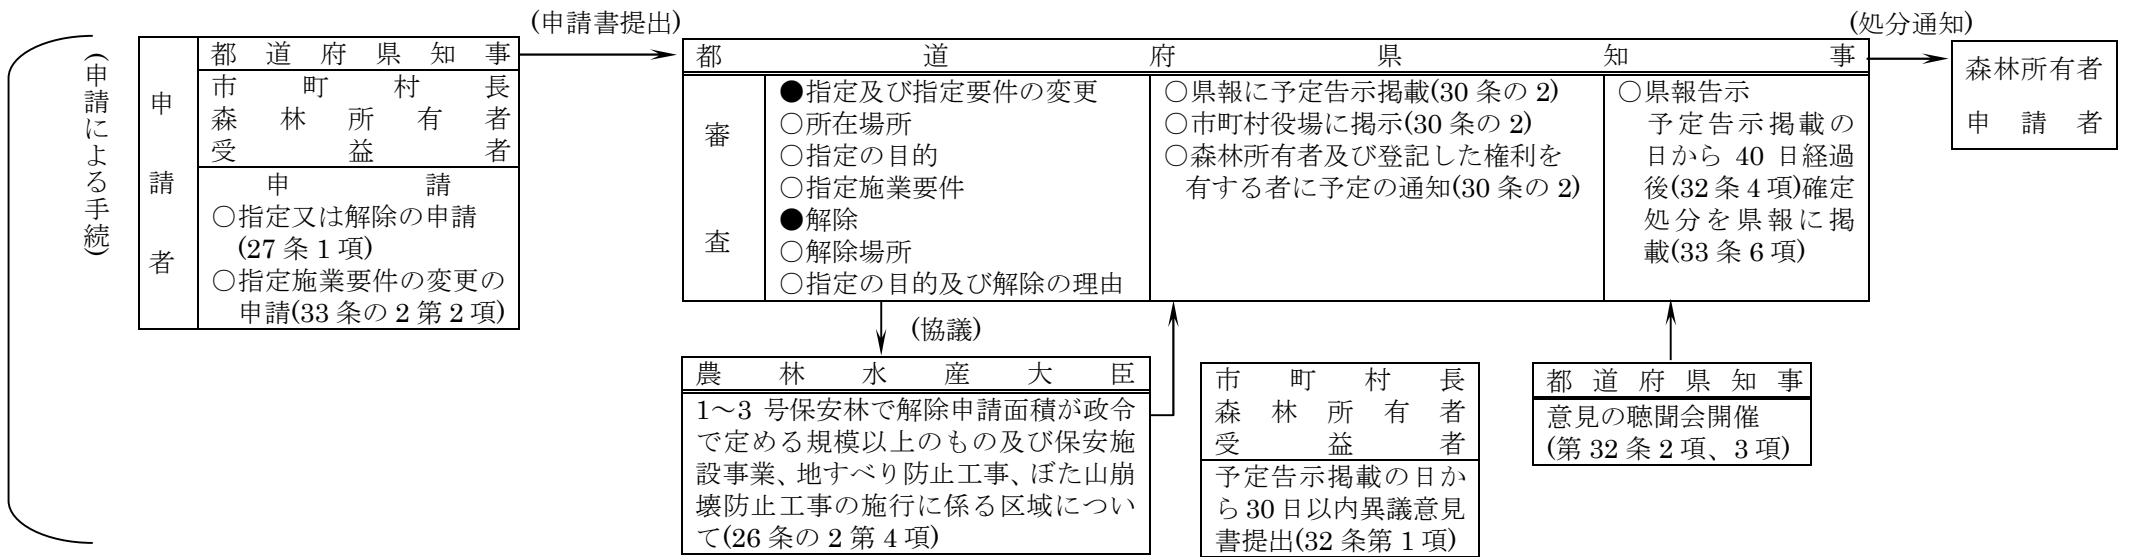 (申請による手続)
申請者
都道府県知事
市町村長
森林所有者
受益者
申請
○指定又は解除の申請
(27条1項)
○指定施業要件の変更の
申請(33条の2第2項)
(申請書提出)
都道府県知事
審査
●指定及び指定要件の変更
○所在場所
○指定の目的
○指定施業要件
●解除
○解除場所
○指定の目的及び解除の理由
○県報に予定告示掲載(30条の2)
○市町村役場に掲示(30条の2)
○森林所有者及び登記した権利を
有する者に予定の通知(30条の2)
○県報告示
予定告示掲載の
日から40日経過
後(32条4項)確定
処分を県報に掲
載(33条6項)
(処分通知)
森林所有者
申請者
(協議)
農林水産大臣
1~3号保安林で解除申請面積が政令
で定める規模以上のもの及び保安施
設事業、地すべり防止工事、ぼた山崩
壊防止工事の施行に係る区域につい
て(26条の2第4項)
市町村長
森林所有者
受益者
予定告示掲載の日か
ら30日以内異議意見
書提出(32条第1項)
都道府県知事
意見の聴聞会開催
(第32条2項、3項)